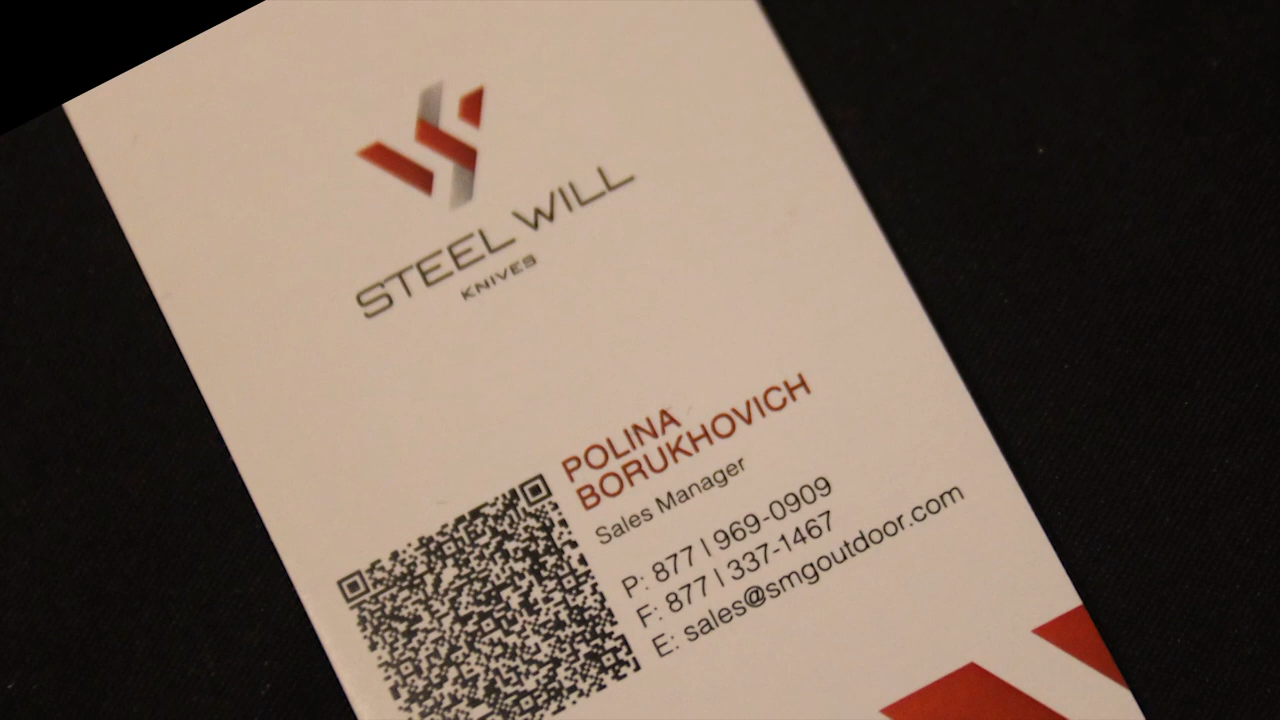 STEEL WILL
KNIVES
POLINA
BORUKHOVICH
Sales Manager
P: 877 | 969-0909
F: 877 | 337-1467
E: sales@smgoutdoor.com